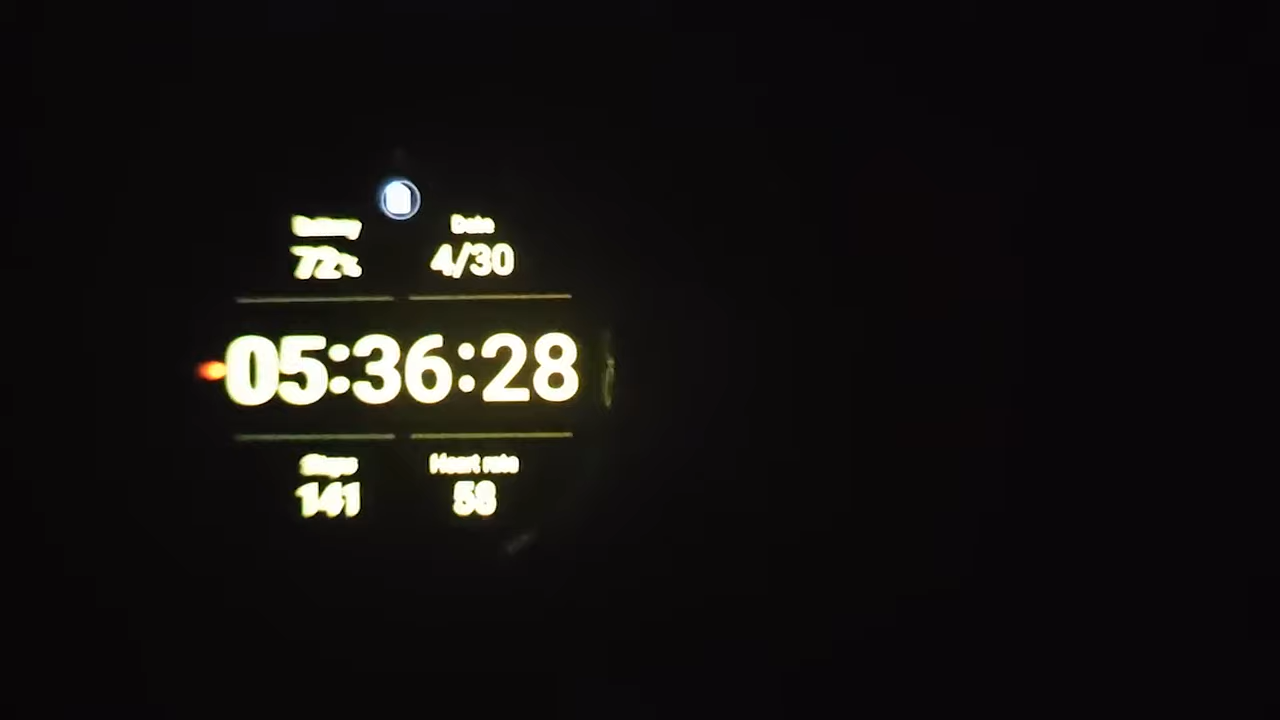 Battery Date
72% 4/30
05:36:28
Steps Heart rate
141 58